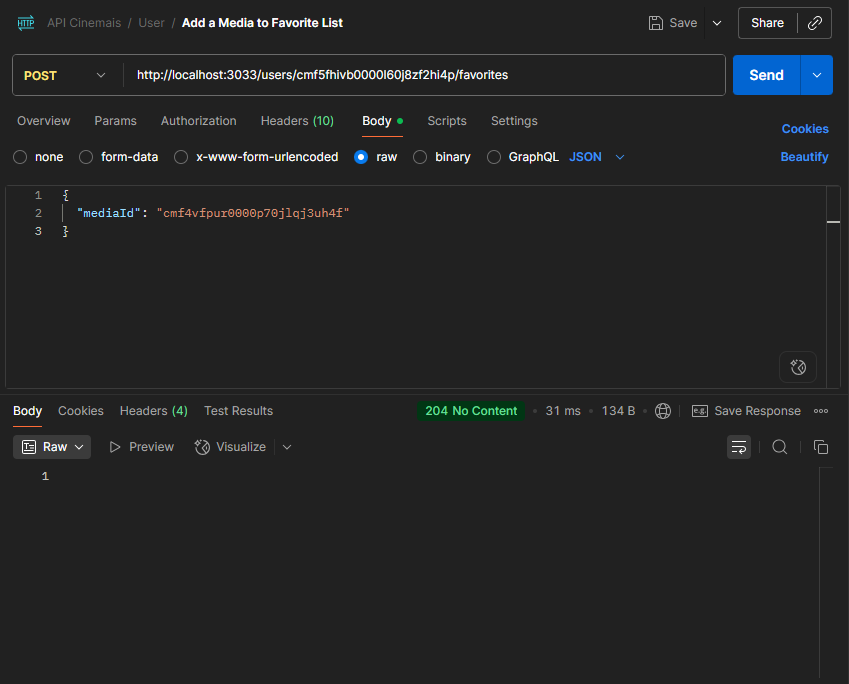 HTTP API Cinemais / User / Add a Media to Favorite List Save Share
POST http://localhost:3033/users/cmf5fhivb0000l60j8zf2hi4p/favorites Send
Overview Params Authorization Headers (10) Body Scripts Settings Cookies
none form-data x-www-form-urlencoded raw binary GraphQL JSON Beautify
1 {
2 "mediaId": "cmf4vfpur0000p70jlqj3uh4f"
3 }
Body Cookies Headers (4) Test Results 204 No Content • 31 ms • 134 B • e.g. Save Response
Raw Preview Visualize
1